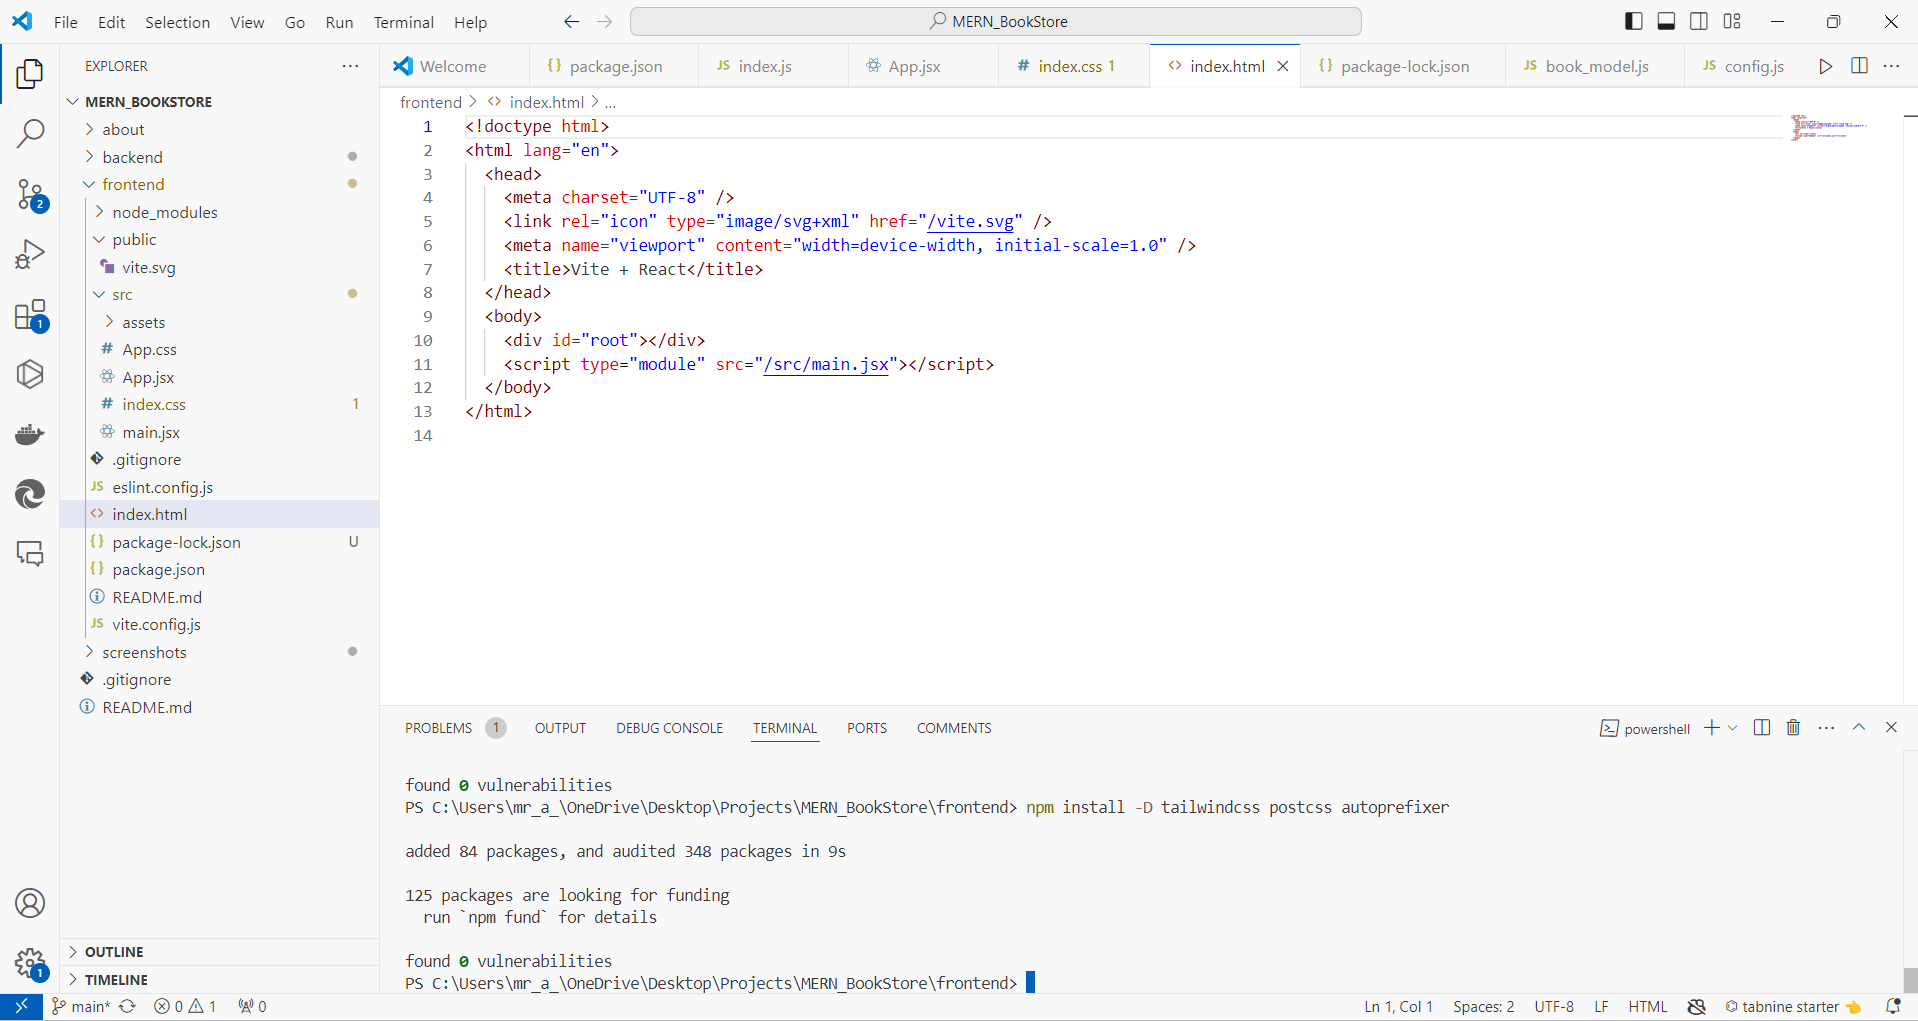 File Edit Selection View Go Run Terminal Help
MERN_BookStore
EXPLORER
MERN_BOOKSTORE
about
backend
frontend
node_modules
public
vite.svg
src
assets
# App.css
App.jsx
# index.css 1
main.jsx
.gitignore
JS eslint.config.js
<> index.html
{} package-lock.json U
{} package.json
README.md
JS vite.config.js
screenshots
.gitignore
README.md
OUTLINE
TIMELINE
2
1
1
Welcome {} package.json JS index.js App.jsx # index.css 1 <> index.html {} package-lock.json JS book_model.js JS config.js
frontend > <> index.html > ...
1 <!doctype html>
2 <html lang="en">
3 <head>
4 <meta charset="UTF-8" />
5 <link rel="icon" type="image/svg+xml" href="/vite.svg" />
6 <meta name="viewport" content="width=device-width, initial-scale=1.0" />
7 <title>Vite + React</title>
8 </head>
9 <body>
10 <div id="root"></div>
11 <script type="module" src="/src/main.jsx"></script>
12 </body>
13 </html>
14
PROBLEMS 1 OUTPUT DEBUG CONSOLE TERMINAL PORTS COMMENTS
powershell
found 0 vulnerabilities
PS C:\Users\mr_a_\OneDrive\Desktop\Projects\MERN_BookStore\frontend> npm install -D tailwindcss postcss autoprefixer
added 84 packages, and audited 348 packages in 9s
125 packages are looking for funding
run `npm fund` for details
found 0 vulnerabilities
PS C:\Users\mr_a_\OneDrive\Desktop\Projects\MERN_BookStore\frontend>
main* 0 1 0
Ln 1, Col 1 Spaces: 2 UTF-8 LF HTML tabnine starter